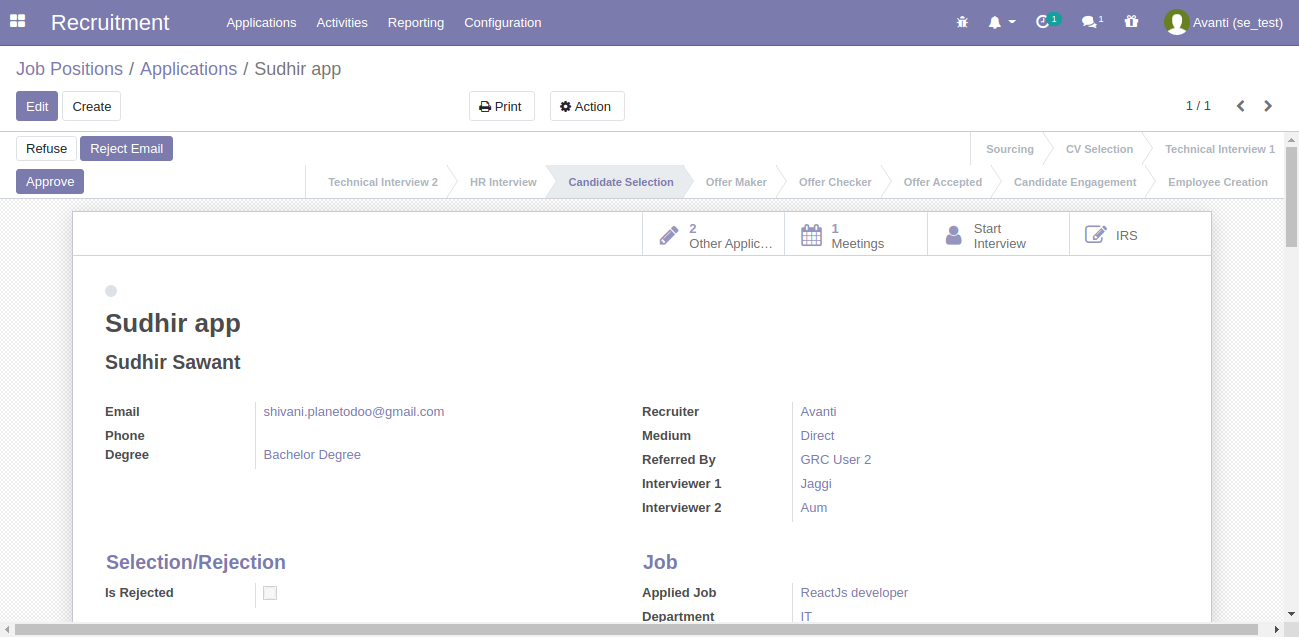 Recruitment Applications Activities Reporting Configuration 1 1 Avanti (se_test)
Job Positions / Applications / Sudhir app
Edit Create Print Action 1 / 1
Refuse Reject Email Sourcing CV Selection Technical Interview 1
Approve Technical Interview 2 HR Interview Candidate Selection Offer Maker Offer Checker Offer Accepted Candidate Engagement Employee Creation
2 Other Applic...
1 Meetings
Start Interview
IRS
Sudhir app
Sudhir Sawant
Email shivani.planetodoo@gmail.com
Phone
Degree Bachelor Degree
Recruiter Avanti
Medium Direct
Referred By GRC User 2
Interviewer 1 Jaggi
Interviewer 2 Aum
Selection/Rejection
Is Rejected
Job
Applied Job ReactJs developer
Department IT